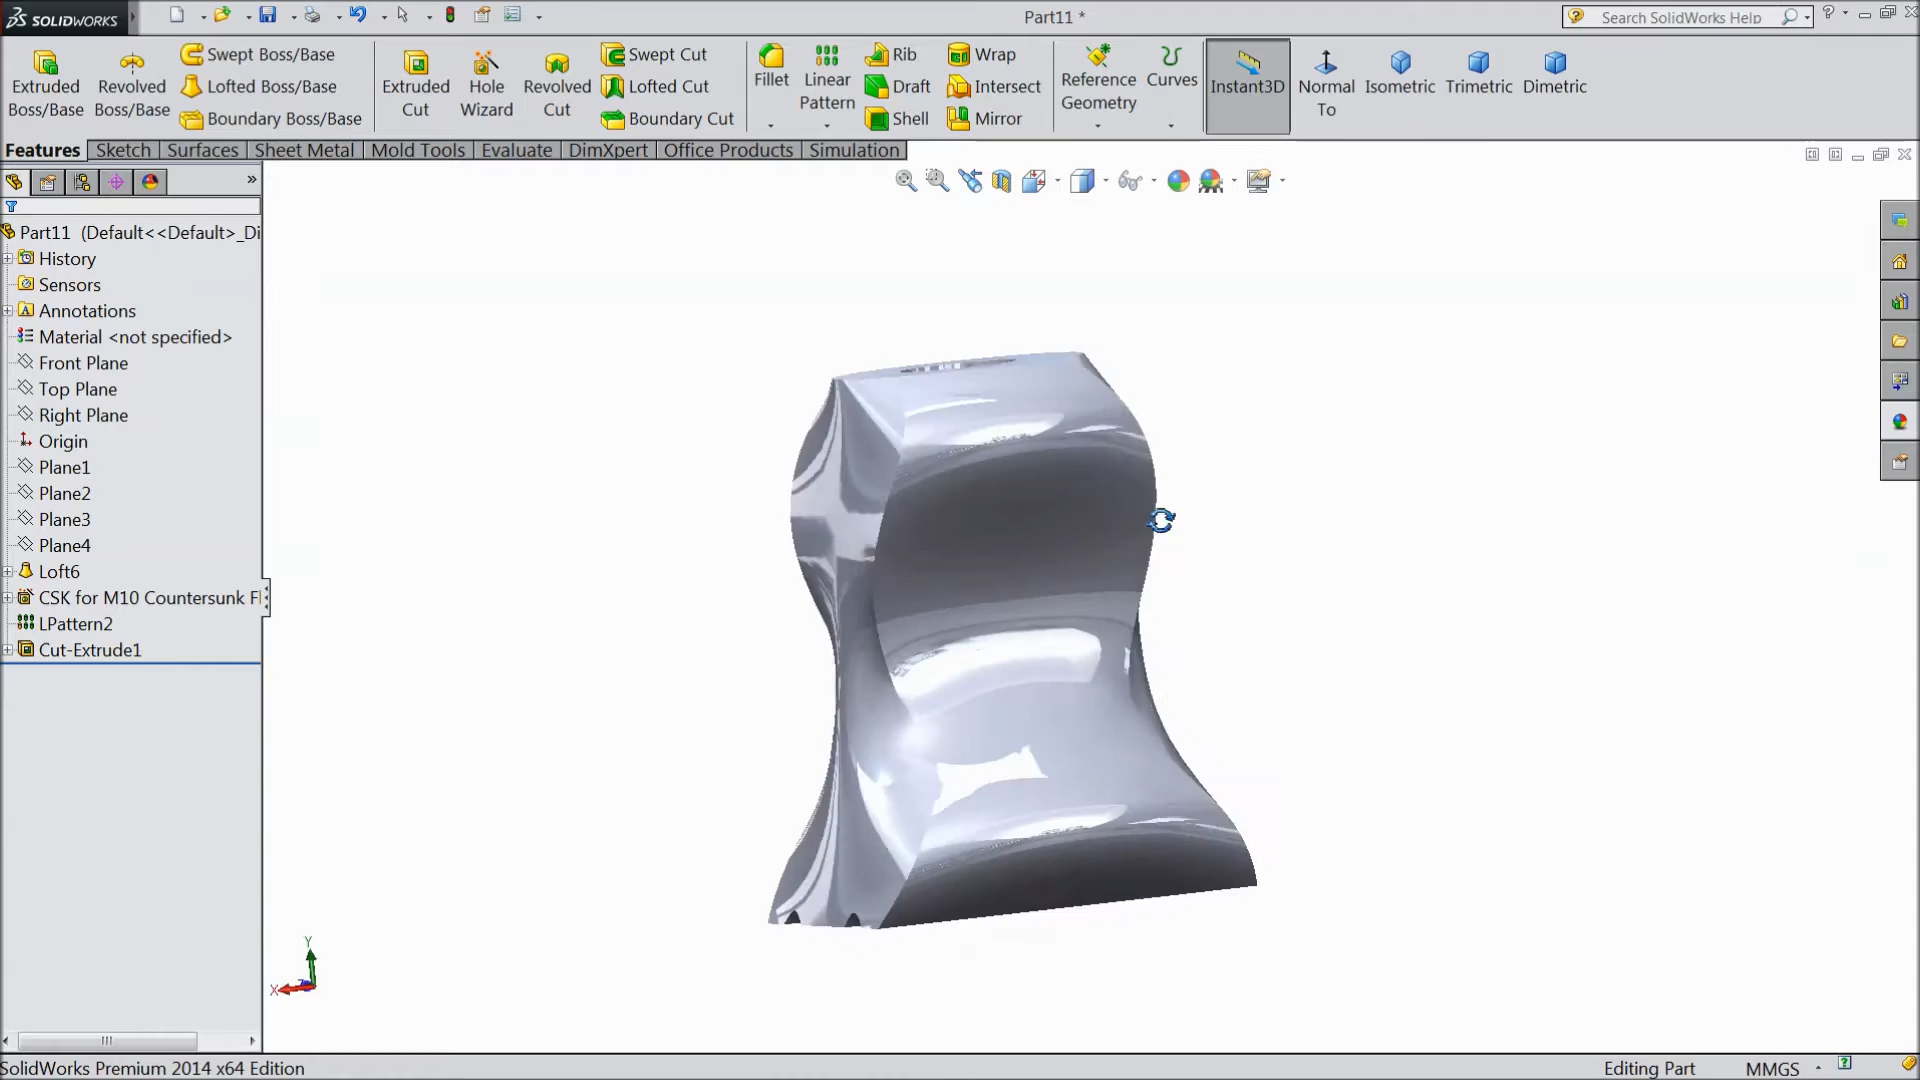 SOLIDWORKS
Part11 *
Search SolidWorks Help
Extruded Boss/Base
Revolved Boss/Base
Swept Boss/Base
Lofted Boss/Base
Boundary Boss/Base
Extruded Cut
Hole Wizard
Revolved Cut
Swept Cut
Lofted Cut
Boundary Cut
Fillet
Linear Pattern
Rib
Draft
Shell
Wrap
Intersect
Mirror
Reference Geometry
Curves
Instant3D
Normal To
Isometric
Trimetric
Dimetric
Features Sketch Surfaces Sheet Metal Mold Tools Evaluate DimXpert Office Products Simulation
Part11 (Default<<Default>_Di
History
Sensors
Annotations
Material <not specified>
Front Plane
Top Plane
Right Plane
Origin
Plane1
Plane2
Plane3
Plane4
Loft6
CSK for M10 Countersunk Fl
LPattern2
Cut-Extrude1
Y
X
SolidWorks Premium 2014 x64 Edition
Editing Part
MMGS